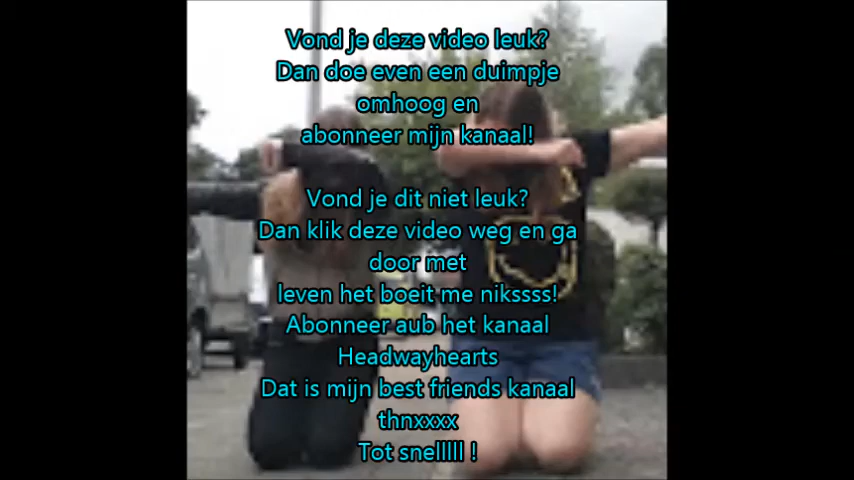 Vond je deze video leuk?
Dan doe even een duimpje
omhoog en
abonneer mijn kanaal!
Vond je dit niet leuk?
Dan klik deze video weg en ga
door met
leven het boeit me nikssss!
Abonneer aub het kanaal
Headwayhearts
Dat is mijn best friends kanaal
thnxxxx
Tot snelllll !